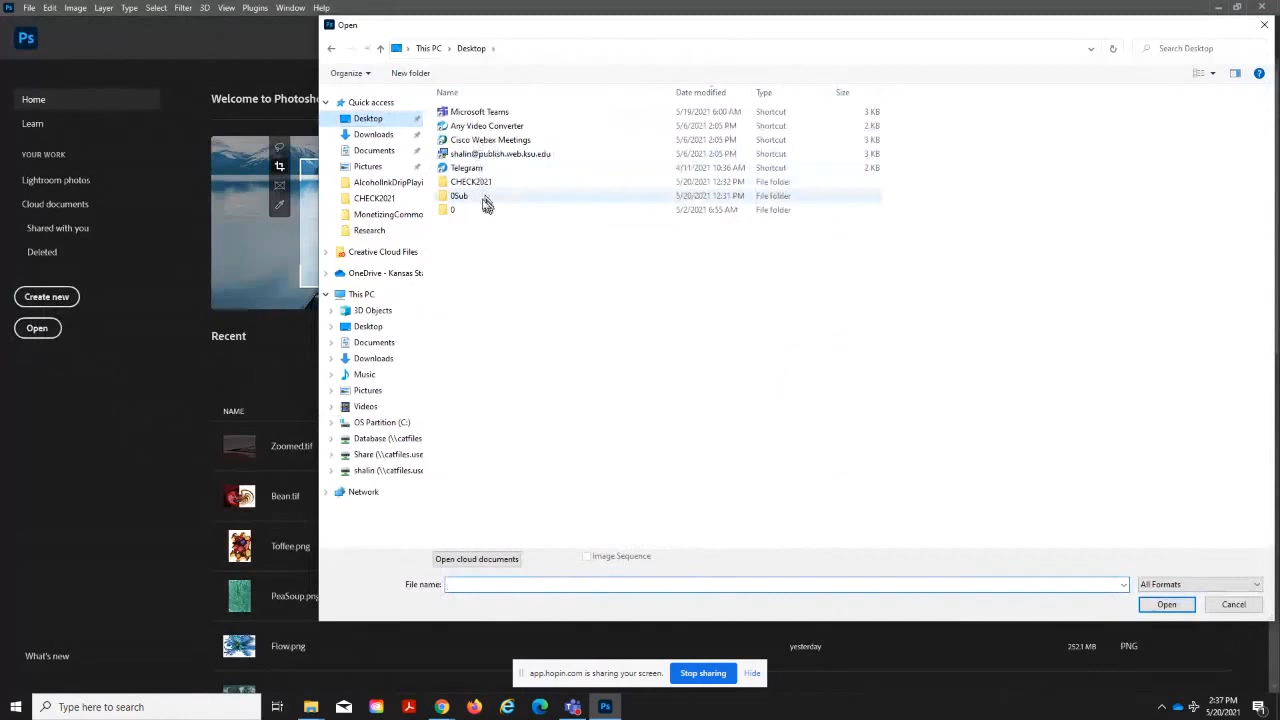 File Edit Image Layer Type Select Filter 3D View Plugins Window Help
Ps Open
Ps
This PC > Desktop >
Search Desktop
Organize New folder
Home
Learn
YOUR WORK
Lightroom photos
Cloud documents
Shared with you
Deleted
Create new
Open
What's new
Welcome to Photosh
Recent
NAME
Zoomed.tif
Bean.tif
Toffee.png
PeaSoup.png
Flow.png yesterday 252.1 MB PNG
Quick access
Desktop
Downloads
Documents
Pictures
AlcoholInkDripPlayi
CHECK2021
MonetizingCommo
Research
Creative Cloud Files
OneDrive - Kansas Sta
This PC
3D Objects
Desktop
Documents
Downloads
Music
Pictures
Videos
OS Partition (C:)
Database (\\catfiles
Share (\\catfiles.use
shalin (\\catfiles.use
Network
Name Date modified Type Size
Microsoft Teams 5/19/2021 6:00 AM Shortcut 3 KB
Any Video Converter 5/6/2021 2:05 PM Shortcut 2 KB
Cisco Webex Meetings 5/6/2021 2:05 PM Shortcut 3 KB
shalin@publish.web.ksu.edu 5/6/2021 2:05 PM Shortcut 3 KB
Telegram 4/11/2021 10:36 AM Shortcut 2 KB
CHECK2021 5/20/2021 12:32 PM File folder
0Sub 5/20/2021 12:31 PM File folder
0 5/2/2021 6:55 AM File folder
Open cloud documents Image Sequence
File name: All Formats
Open Cancel
app.hopin.com is sharing your screen. Stop sharing Hide
Type here to search
Ps
2:37 PM
5/20/2021